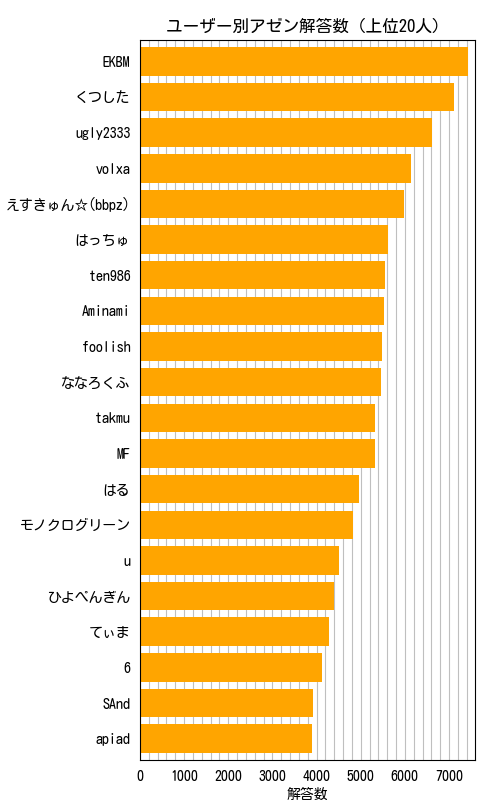 ユーザー別アゼン解答数 (上位20人)
EKBM
くつした
ugly2333
volxa
えすきゅん☆(bbpz)
はっちゅ
ten986
Aminami
foolish
ななろくふ
takmu
MF
はる
モノクログリーン
u
ひよぺんぎん
てぃま
6
SAnd
apiad
0 1000 2000 3000 4000 5000 6000 7000
解答数